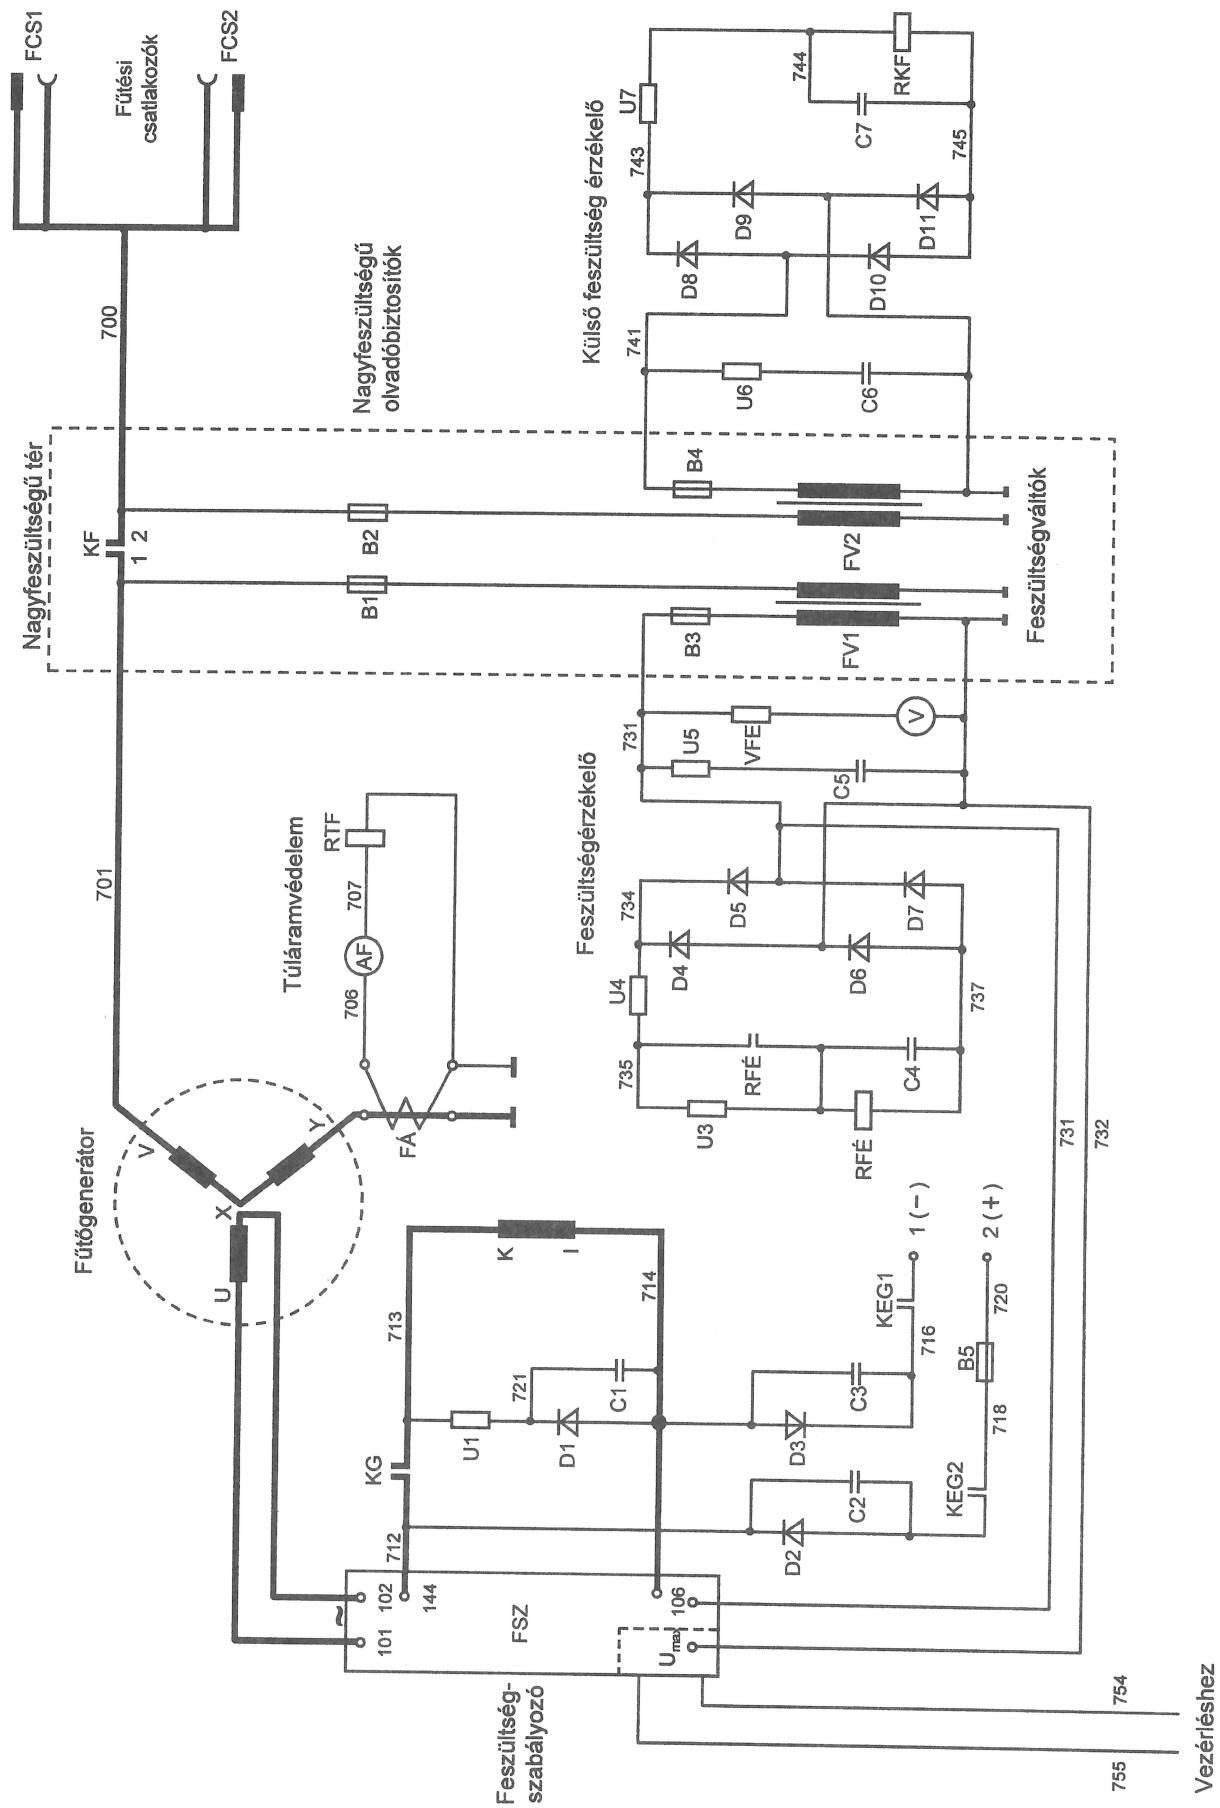 FCS1
Fűtési
csatlakozók
FCS2
700
Nagyfeszültségű tér
KF
1 2
Nagyfeszültségű
olvadóbiztosítók
B1
B2
701
Fűtőgenerátor
U
V
X
Y
FÁ
Túláramvédelem
706
AF
707
RTF
Külső feszültség érzékelő
741
U6
C6
743
U7
D8
D9
D10
D11
744
C7
RKF
745
B3
B4
FV1
FV2
Feszültségváltók
Feszültségérzékelő
731
U5
VFE
C5
V
734
U4
D4
D5
D6
D7
735
RFÉ
U3
RFÉ
C4
737
731
732
713
K
I
714
KG
U1
721
D1
C1
712
KEG1
1 (-)
716
D3
C3
D2
C2
KEG2
718
B5
720
2 (+)
Feszültség-
szabályozó
FSZ
~
101
102
144
106
Umax
754
755
Vezérléshez